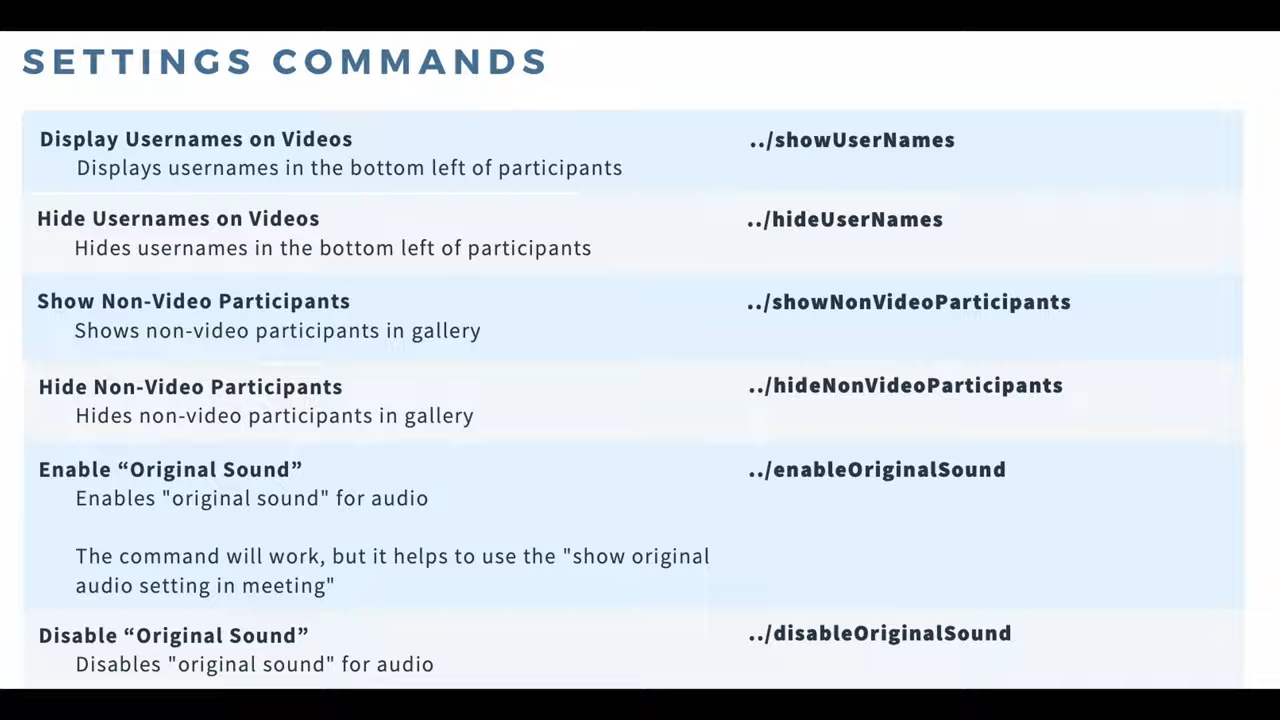 SETTINGS COMMANDS
Display Usernames on Videos
../showUserNames
Displays usernames in the bottom left of participants
Hide Usernames on Videos
../hideUserNames
Hides usernames in the bottom left of participants
Show Non-Video Participants
../showNonVideoParticipants
Shows non-video participants in gallery
Hide Non-Video Participants
../hideNonVideoParticipants
Hides non-video participants in gallery
Enable “Original Sound”
../enableOriginalSound
Enables "original sound" for audio
The command will work, but it helps to use the "show original
audio setting in meeting"
Disable “Original Sound”
../disableOriginalSound
Disables "original sound" for audio